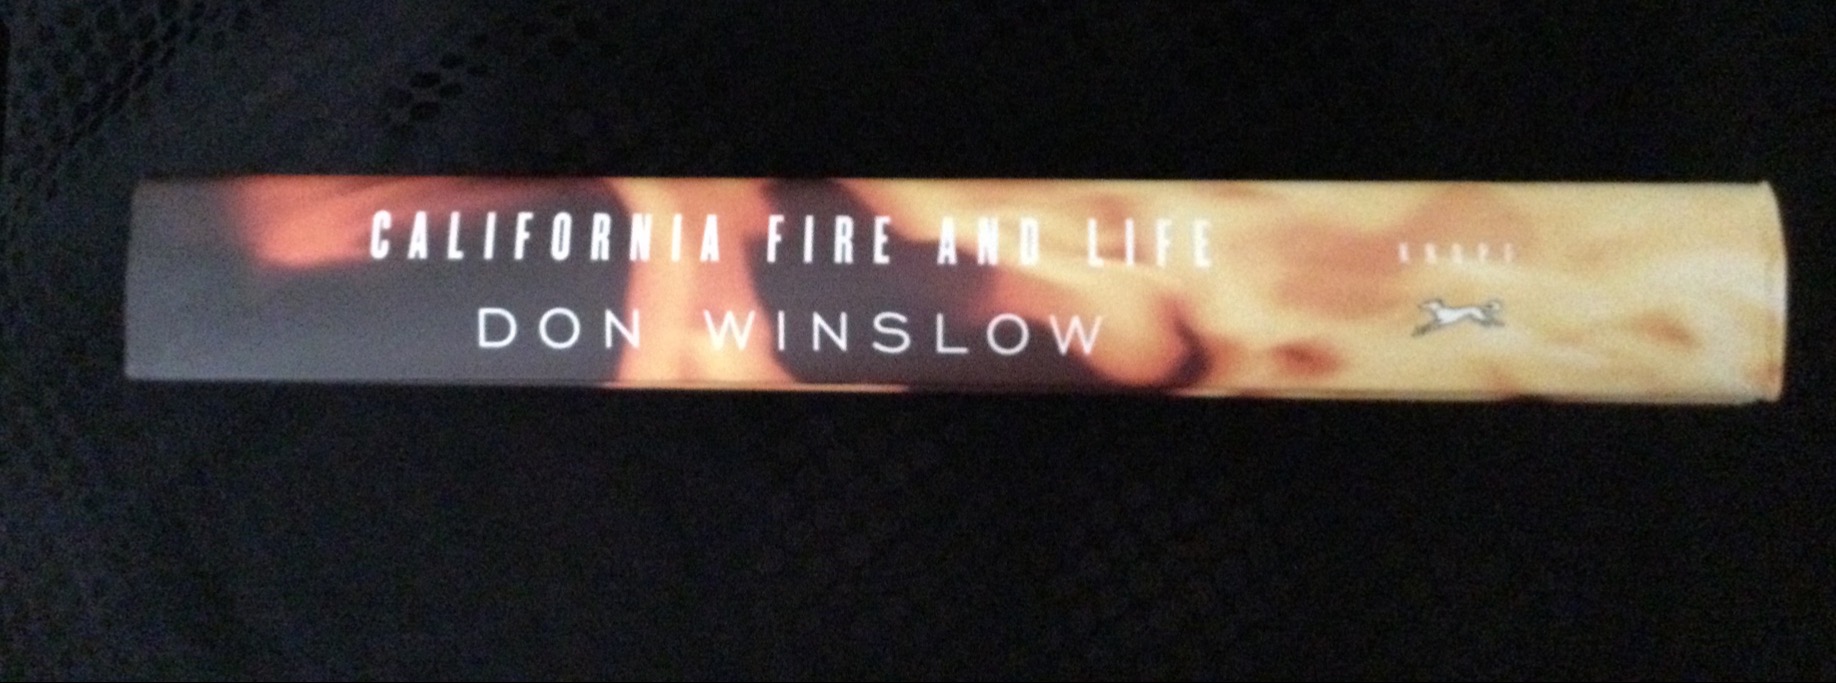 CALIFORNIA FIRE AND LIFE
DON WINSLOW
KNOPF